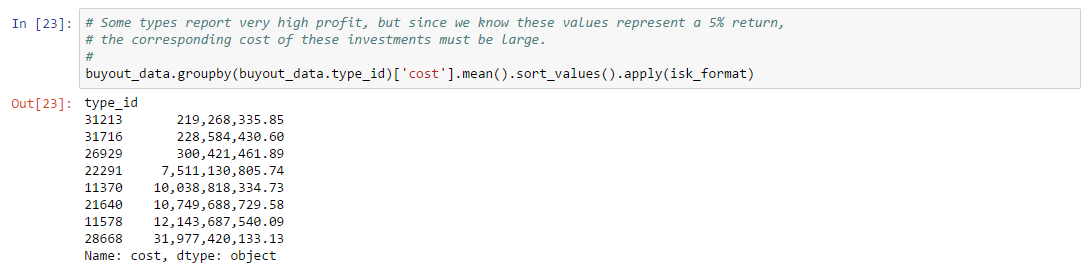 In [23]: # Some types report very high profit, but since we know these values represent a 5% return,
# the corresponding cost of these investments must be large.
#
buyout_data.groupby(buyout_data.type_id)['cost'].mean().sort_values().apply(isk_format)
Out[23]: type_id
31213 219,268,335.85
31716 228,584,430.60
26929 300,421,461.89
22291 7,511,130,805.74
11370 10,038,818,334.73
21640 10,749,688,729.58
11578 12,143,687,540.09
28668 31,977,420,133.13
Name: cost, dtype: object